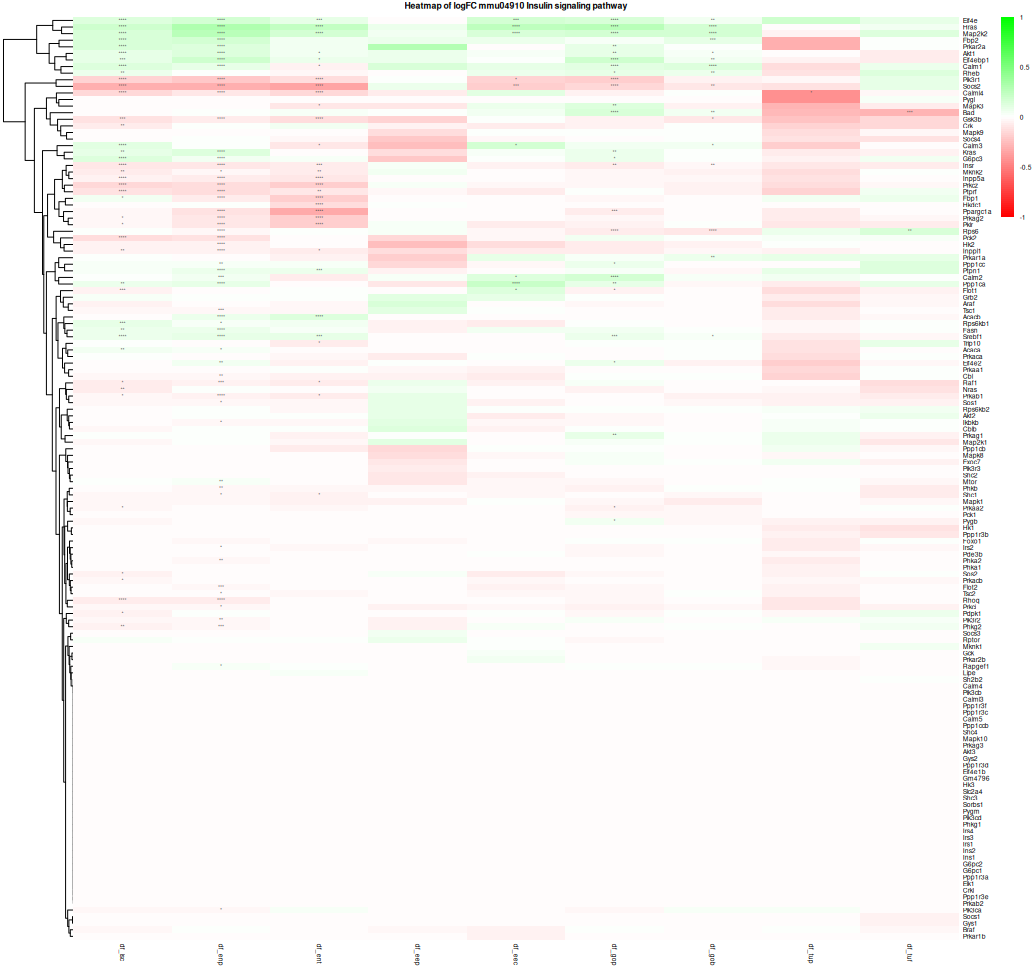 Heatmap of logFC mmu04910 Insulin signaling pathway
1
0.5
0
-0.5
-1
Eif4e
Hras
Map2k2
Fbp2
Prkar2a
Akt1
Eif4ebp1
Calm1
Rheb
Pik3r1
Socs2
Calml4
Pygl
Mapk3
Bad
Gsk3b
Crk
Mapk9
Socs4
Calm3
Kras
G6pc3
Insr
Mknk2
Inpp5a
Prkcz
Ptprf
Fbp1
Hkdc1
Ppargc1a
Prkag2
Pklr
Rps6
Pck2
Hk2
Inppl1
Prkar1a
Ppp1cc
Ptpn1
Calm2
Ppp1ca
Flot1
Grb2
Araf
Tsc1
Acacb
Rps6kb1
Fasn
Srebf1
Trip10
Acaca
Prkaca
Eif4e2
Prkaa1
Cbl
Raf1
Nras
Prkab1
Sos1
Rps6kb2
Akt2
Ikbkb
Cblb
Prkag1
Map2k1
Ppp1cb
Mapk8
Exoc7
Pik3r3
Shc2
Mtor
Phkb
Shc1
Mapk1
Prkaa2
Pck1
Pygb
Hk1
Ppp1r3b
Foxo1
Irs2
Pde3b
Phka2
Phka1
Sos2
Prkacb
Flot2
Tsc2
Rhoq
Prkci
Pdpk1
Pik3r2
Phkg2
Socs3
Rptor
Mknk1
Gck
Prkar2b
Rapgef1
Lipe
Sh2b2
Calm4
Pik3cb
Calml3
Ppp1r3f
Ppp1r3c
Calm5
Ppp1ccb
Shc4
Mapk10
Prkag3
Akt3
Gys2
Ppp1r3d
Eif4e1b
Gm4796
Hk3
Slc2a4
Shc3
Sorbs1
Pygm
Pik3cd
Phkg1
Irs4
Irs3
Irs1
Ins2
Ins1
G6pc2
G6pc1
Ppp1r3a
Elk1
Crkl
Ppp1r3e
Prkab2
Pik3ca
Socs1
Gys1
Braf
Prkar1b